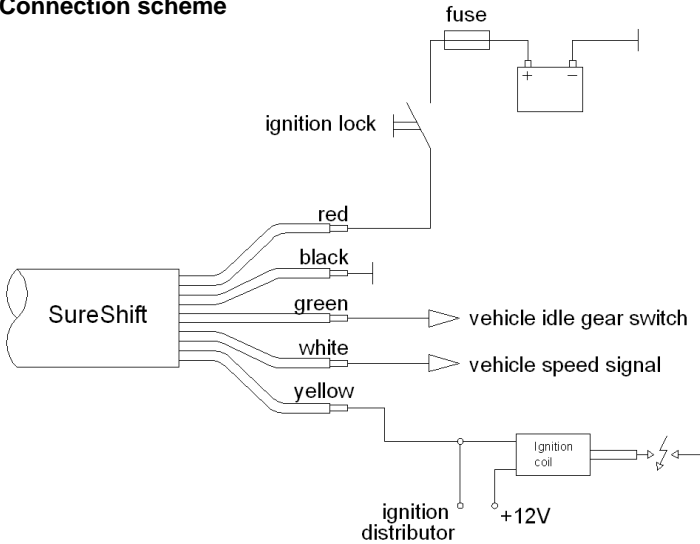 Connection scheme
fuse
+ −
ignition lock
red
black
SureShift
green
vehicle idle gear switch
white
vehicle speed signal
yellow
Ignition
coil
ignition
distributor
+12V